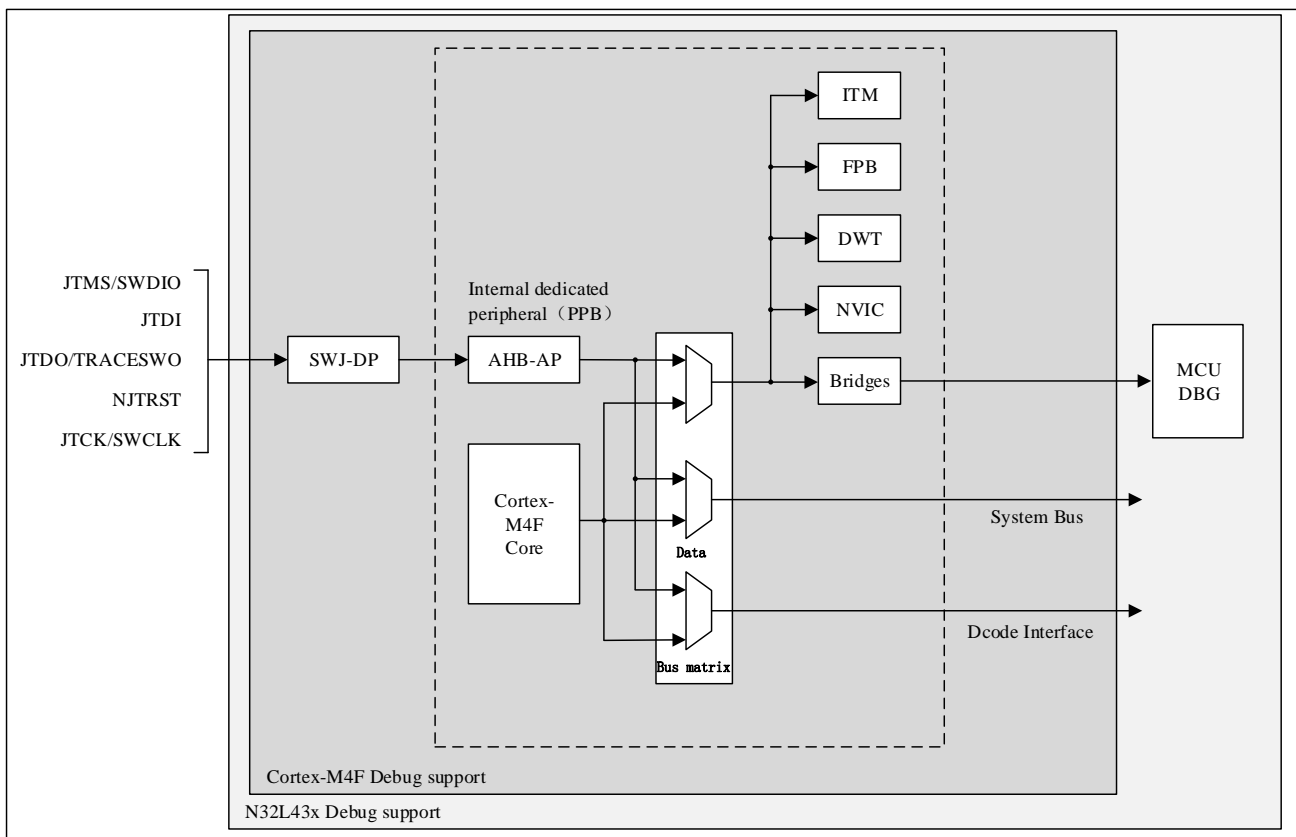 ITM
FPB
DWT
NVIC
Bridges
JTMS/SWDIO
JTDI
JTDO/TRACESWO
NJTRST
JTCK/SWCLK
SWJ-DP
Internal dedicated
peripheral（PPB）
AHB-AP
Cortex-
M4F
Core
Data
Bus matrix
MCU
DBG
System Bus
Dcode Interface
Cortex-M4F Debug support
N32L43x Debug support